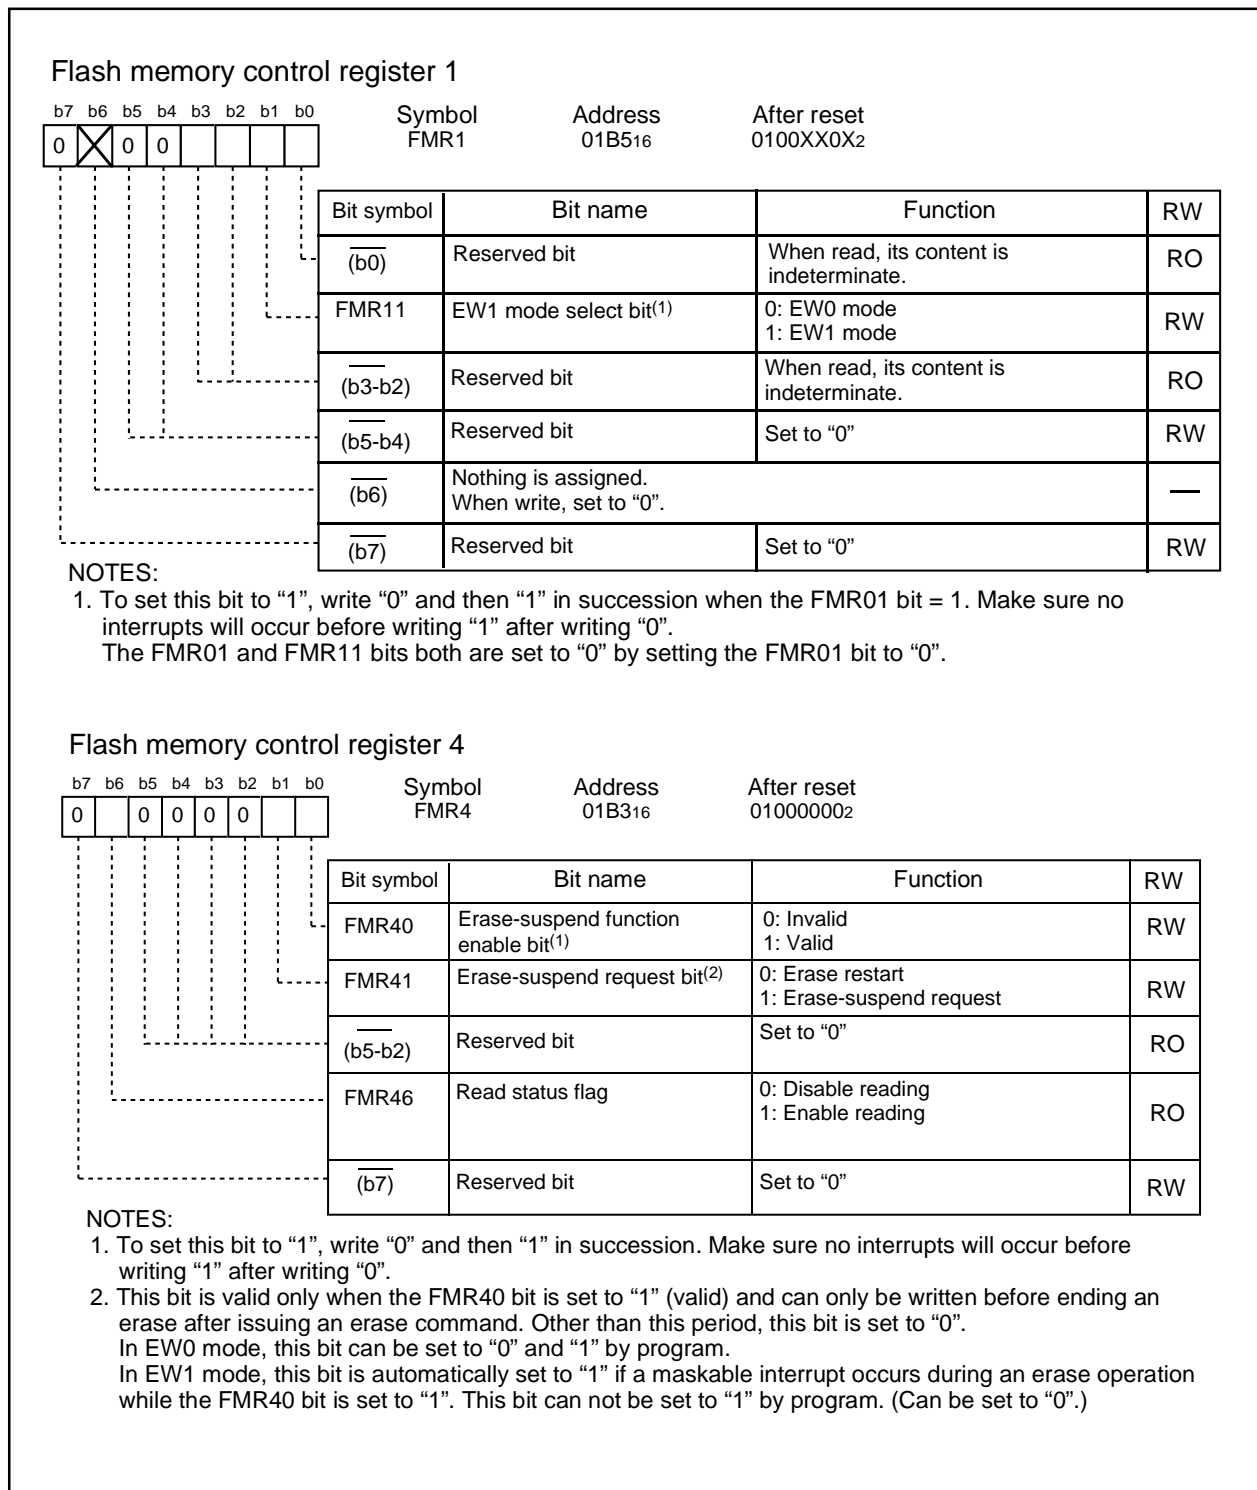 Flash memory control register 1
b7 b6 b5 b4 b3 b2 b1 b0
Symbol Address After reset
FMR1 01B516 0100XX0X2
0 0 0
Bit symbol Bit name Function RW
(b0) Reserved bit When read, its content is
indeterminate. RO
FMR11 EW1 mode select bit(1) 0: EW0 mode
1: EW1 mode RW
(b3-b2) Reserved bit When read, its content is
indeterminate. RO
(b5-b4) Reserved bit Set to “0” RW
(b6) Nothing is assigned.
When write, set to “0”. —
(b7) Reserved bit Set to “0” RW
NOTES:
1. To set this bit to “1”, write “0” and then “1” in succession when the FMR01 bit = 1. Make sure no
interrupts will occur before writing “1” after writing “0”.
The FMR01 and FMR11 bits both are set to “0” by setting the FMR01 bit to “0”.
Flash memory control register 4
b7 b6 b5 b4 b3 b2 b1 b0
Symbol Address After reset
FMR4 01B316 010000002
0 0 0 0 0
Bit symbol Bit name Function RW
FMR40 Erase-suspend function
enable bit(1) 0: Invalid
1: Valid RW
FMR41 Erase-suspend request bit(2) 0: Erase restart
1: Erase-suspend request RW
(b5-b2) Reserved bit Set to “0” RO
FMR46 Read status flag 0: Disable reading
1: Enable reading RO
(b7) Reserved bit Set to “0” RW
NOTES:
1. To set this bit to “1”, write “0” and then “1” in succession. Make sure no interrupts will occur before
writing “1” after writing “0”.
2. This bit is valid only when the FMR40 bit is set to “1” (valid) and can only be written before ending an
erase after issuing an erase command. Other than this period, this bit is set to “0”.
In EW0 mode, this bit can be set to “0” and “1” by program.
In EW1 mode, this bit is automatically set to “1” if a maskable interrupt occurs during an erase operation
while the FMR40 bit is set to “1”. This bit can not be set to “1” by program. (Can be set to “0”.)